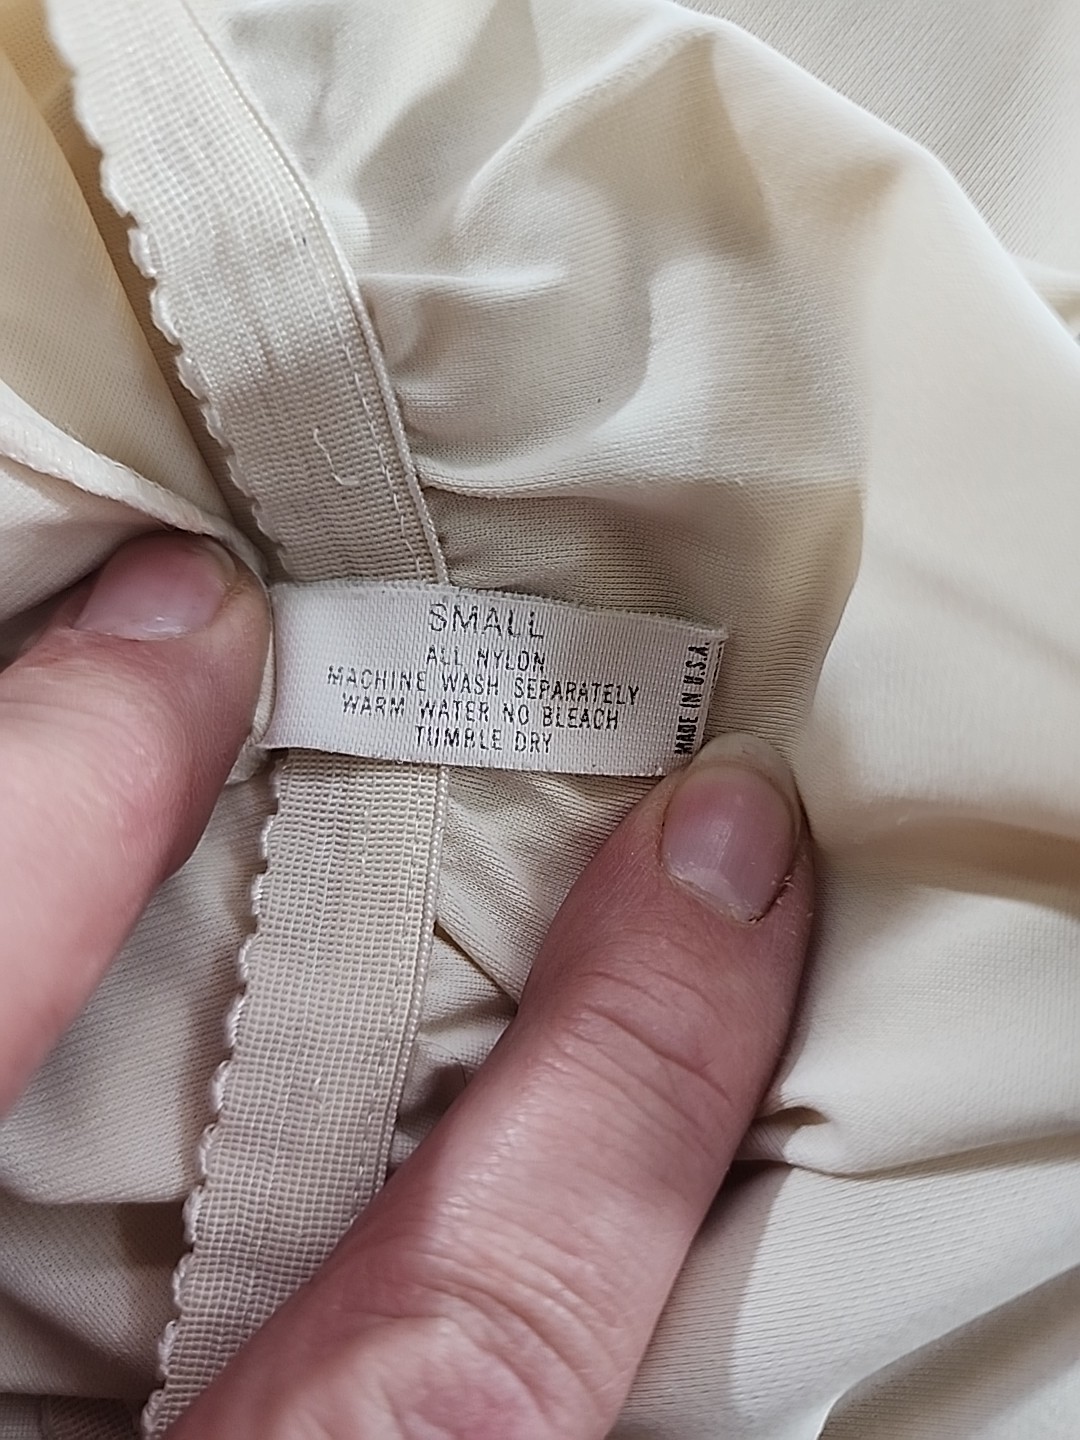 SMALL
ALL NYLON
MACHINE WASH SEPARATELY
WARM WATER NO BLEACH
TUMBLE DRY
MADE IN U.S.A.